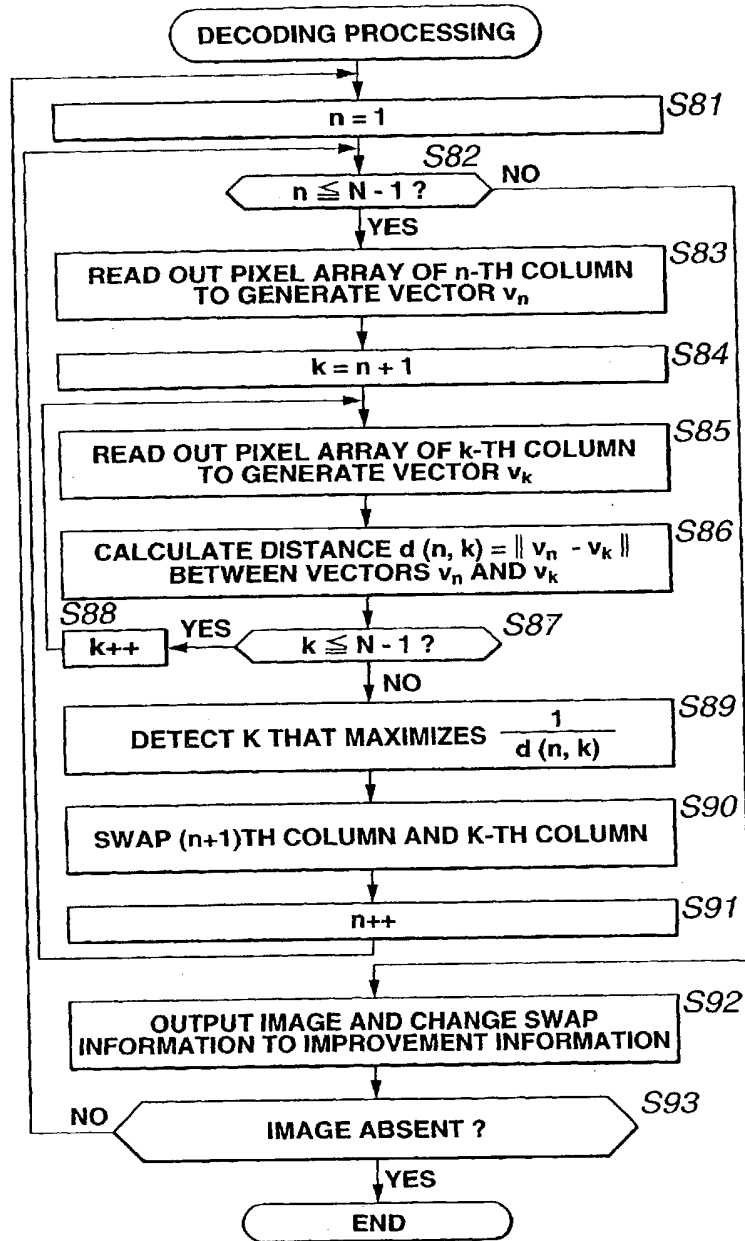 DECODING PROCESSING
S81
n = 1
S82
n ≦ N - 1 ?
NO
YES
S83
READ OUT PIXEL ARRAY OF n-TH COLUMN
TO GENERATE VECTOR vn
S84
k = n + 1
S85
READ OUT PIXEL ARRAY OF k-TH COLUMN
TO GENERATE VECTOR vk
S86
CALCULATE DISTANCE d (n, k) = || vn - vk ||
BETWEEN VECTORS vn AND vk
S88
k++
YES
S87
k ≦ N - 1 ?
NO
S89
DETECT K THAT MAXIMIZES 1 / d (n, k)
S90
SWAP (n+1)TH COLUMN AND K-TH COLUMN
S91
n++
S92
OUTPUT IMAGE AND CHANGE SWAP
INFORMATION TO IMPROVEMENT INFORMATION
S93
NO
IMAGE ABSENT ?
YES
END